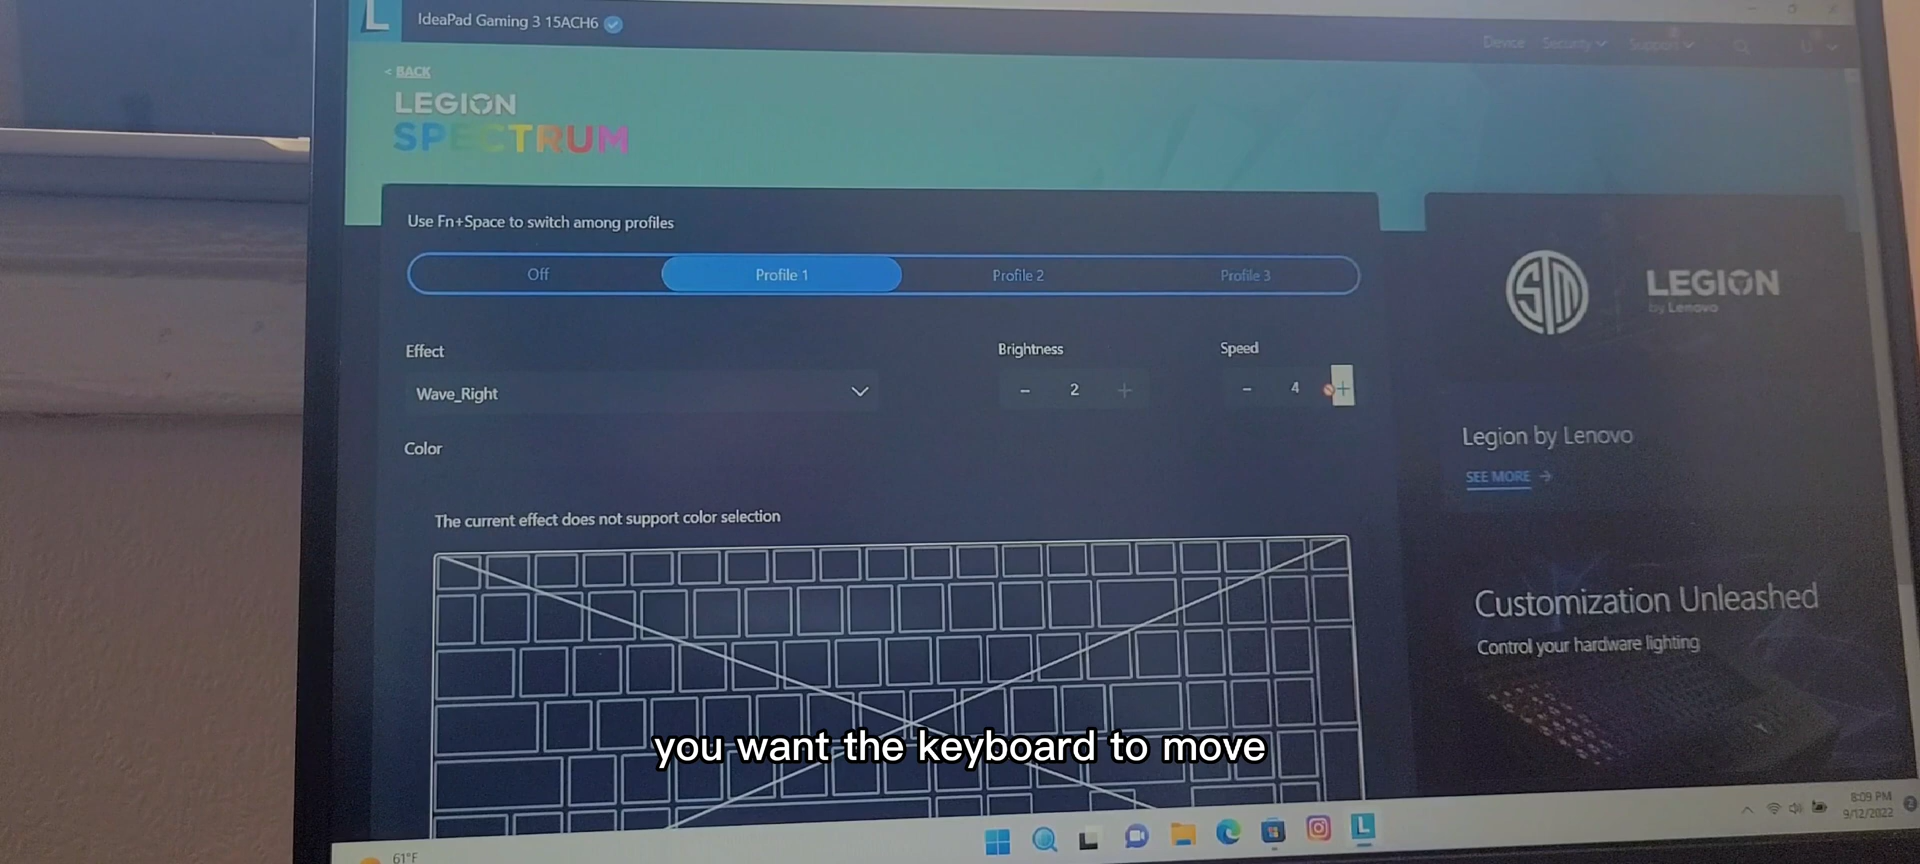 L IdeaPad Gaming 3 15ACH6
Device Security Support
< BACK
LEGION
SPECTRUM
Use Fn+Space to switch among profiles
Off Profile 1 Profile 2 Profile 3
Effect Brightness Speed
Wave_Right - 2 + - 4 +
Color
The current effect does not support color selection
LEGION
by Lenovo
Legion by Lenovo
SEE MORE →
Customization Unleashed
Control your hardware lighting
you want the keyboard to move
8:09 PM
9/12/2022
61°F